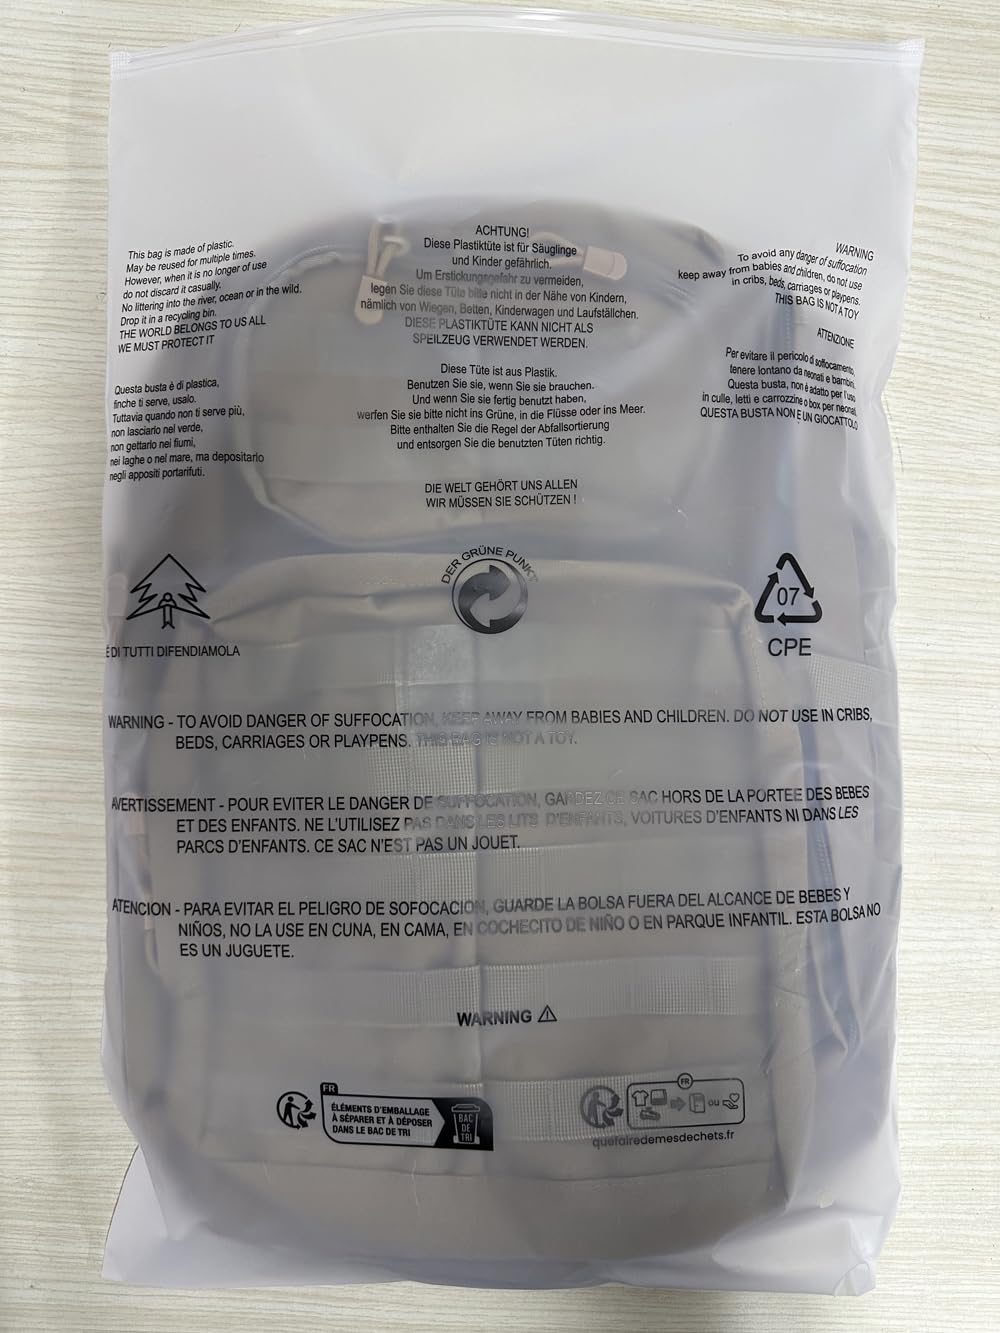 This bag is made of plastic.
May be reused for multiple times.
However, when it is no longer of use
do not discard it casually.
No littering into the river, ocean or in the wild.
Drop it in a recycling bin.
THE WORLD BELONGS TO US ALL
WE MUST PROTECT IT
Questa busta è di plastica,
finche ti serve, usalo.
Tuttavia quando non ti serve più,
non lasciarlo nel verde,
non gettarlo nei fiumi,
nei laghe o nel mare, ma depositarlo
negli appositi portarifuti.
ACHTUNG!
Diese Plastiktüte ist für Säuglinge
und Kinder gefährlich.
Um Erstickungsgefahr zu vermeiden,
legen Sie diese Tüte bitte nicht in der Nähe von Kindern,
nämlich von Wiegen, Betten, Kinderwagen und Laufställchen.
DIESE PLASTIKTÜTE KANN NICHT ALS
SPEILZEUG VERWENDET WERDEN.
Diese Tüte ist aus Plastik.
Benutzen Sie sie, wenn Sie sie brauchen.
Und wenn Sie sie fertig benutzt haben,
werfen Sie sie bitte nicht ins Grüne, in die Flüsse oder ins Meer.
Bitte enthalten Sie die Regel der Abfallsortierung
und entsorgen Sie die benutzten Tüten richtig.
DIE WELT GEHÖRT UNS ALLEN
WIR MÜSSEN SIE SCHÜTZEN !
WARNING
To avoid any danger of suffocation
keep away from babies and children, do not use
in cribs, beds, carriages or playpens.
THIS BAG IS NOT A TOY
ATTENZIONE
Per evitare il pericolo d soffocamento,
tenere lontano da neonati e bambini.
Questa busta, non è adatto per l'uso
in culle, letti e carrozzine o box per neonati,
QUESTA BUSTA NON E UN GIOCATTOLO
É DI TUTTI DIFENDIAMOLA
DER GRÜNE PUNKT
07
CPE
WARNING - TO AVOID DANGER OF SUFFOCATION, KEEP AWAY FROM BABIES AND CHILDREN. DO NOT USE IN CRIBS,
BEDS, CARRIAGES OR PLAYPENS. THIS BAG IS NOT A TOY.
AVERTISSEMENT - POUR EVITER LE DANGER DE SUFFOCATION, GARDEZ CE SAC HORS DE LA PORTEE DES BEBES
ET DES ENFANTS. NE L'UTILISEZ PAS DANS LES LITS D'ENFANTS, VOITURES D'ENFANTS NI DANS LES
PARCS D'ENFANTS. CE SAC N'EST PAS UN JOUET.
ATENCION - PARA EVITAR EL PELIGRO DE SOFOCACION, GUARDE LA BOLSA FUERA DEL ALCANCE DE BEBES Y
NIÑOS, NO LA USE EN CUNA, EN CAMA, EN COCHECITO DE NIÑO O EN PARQUE INFANTIL. ESTA BOLSA NO
ES UN JUGUETE.
WARNING
FR
ÉLÉMENTS D'EMBALLAGE
À SÉPARER ET À DÉPOSER
DANS LE BAC DE TRI
BAC
DE
TRI
FR
OU
quefairedemesdechets.fr